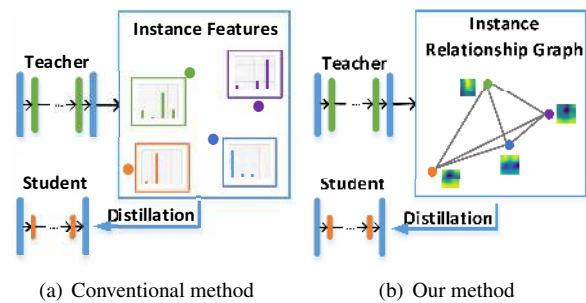 Instance Features
Teacher
...
Student
...
Distillation
(a) Conventional method
Instance
Relationship Graph
Teacher
...
Student
...
Distillation
(b) Our method